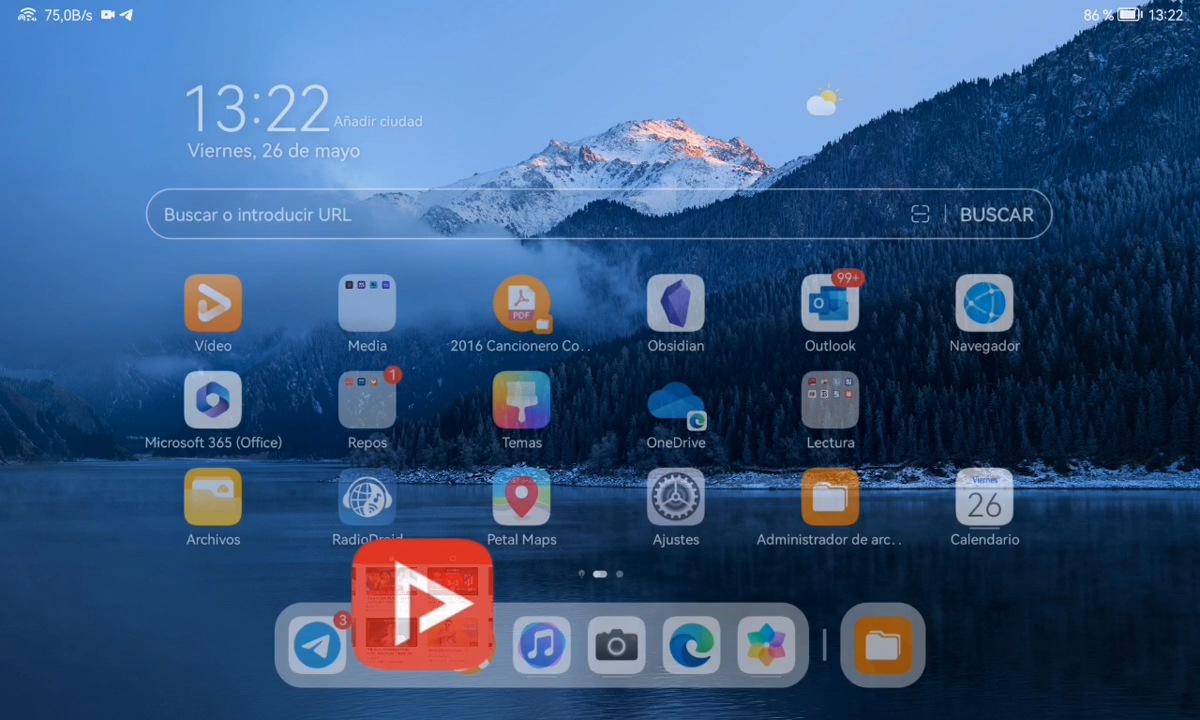 75,0B/s
86 % 13:22
13:22 Añadir ciudad
Viernes, 26 de mayo
Buscar o introducir URL BUSCAR
PDF
99+
Vídeo Media 2016 Cancionero Co.. Obsidian Outlook Navegador
1
Microsoft 365 (Office) Repos Temas OneDrive Lectura
Viernes
26
Archivos RadioDroid Petal Maps Ajustes Administrador de arc.. Calendario
3